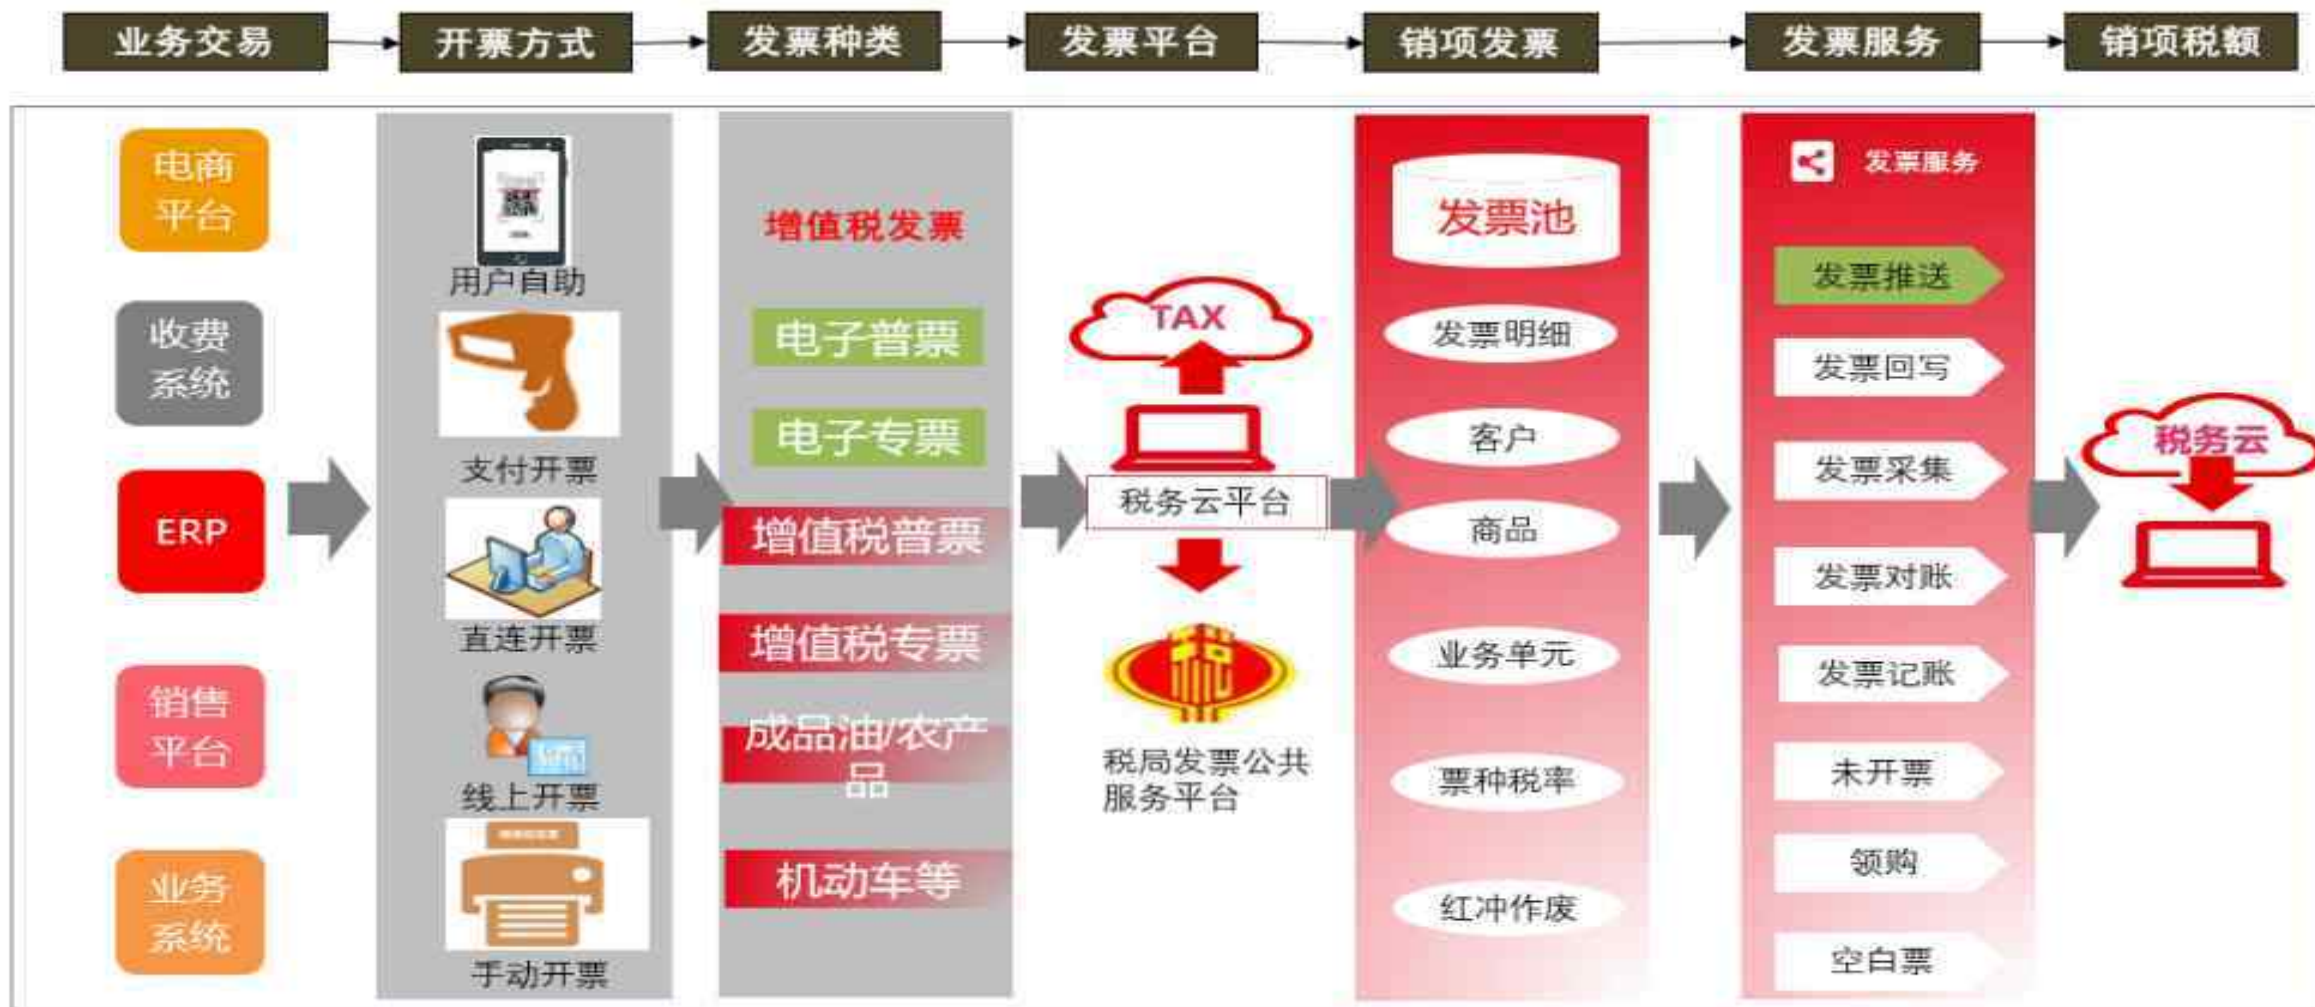 业务交易
开票方式
发票种类
发票平台
销项发票
发票服务
销项税额
电商
平台
收费
系统
ERP
销售
平台
业务
系统
用户自助
支付开票
直连开票
线上开票
手动开票
增值税发票
电子普票
电子专票
增值税普票
增值税专票
成品油/农产
品
机动车等
TAX
税务云平台
税
税局发票公共
服务平台
发票池
发票明细
客户
商品
业务单元
票种税率
红冲作废
发票服务
发票推送
发票回写
发票采集
发票对账
发票记账
未开票
领购
空白票
税务云